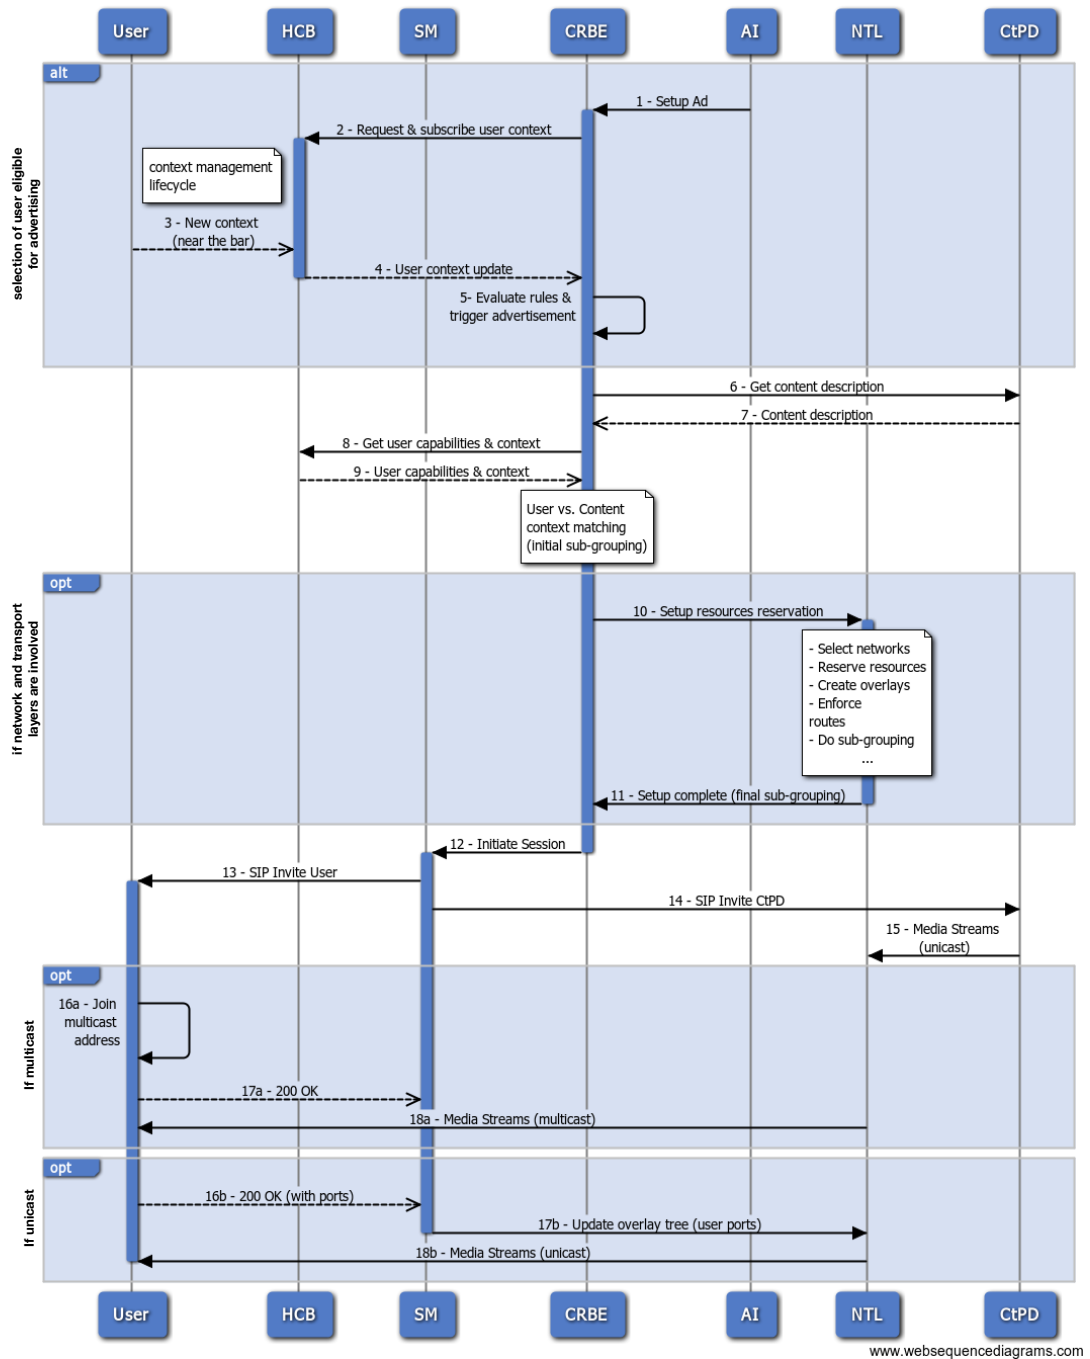 User HCB SM CRBE AI NTL CtPD
alt
selection of user eligible
for advertising
1 - Setup Ad
2 - Request & subscribe user context
context management
lifecycle
3 - New context
(near the bar)
4 - User context update
5- Evaluate rules &
trigger advertisement
6 - Get content description
7 - Content description
8 - Get user capabilities & context
9 - User capabilities & context
User vs. Content
context matching
(initial sub-grouping)
opt
if network and transport
layers are involved
10 - Setup resources reservation
- Select networks
- Reserve resources
- Create overlays
- Enforce
routes
- Do sub-grouping
...
11 - Setup complete (final sub-grouping)
12 - Initiate Session
13 - SIP Invite User
14 - SIP Invite CtPD
15 - Media Streams
(unicast)
opt
If multicast
16a - Join
multicast
address
17a - 200 OK
18a - Media Streams (multicast)
opt
If unicast
16b - 200 OK (with ports)
17b - Update overlay tree (user ports)
18b - Media Streams (unicast)
User HCB SM CRBE AI NTL CtPD
www.websequencediagrams.com